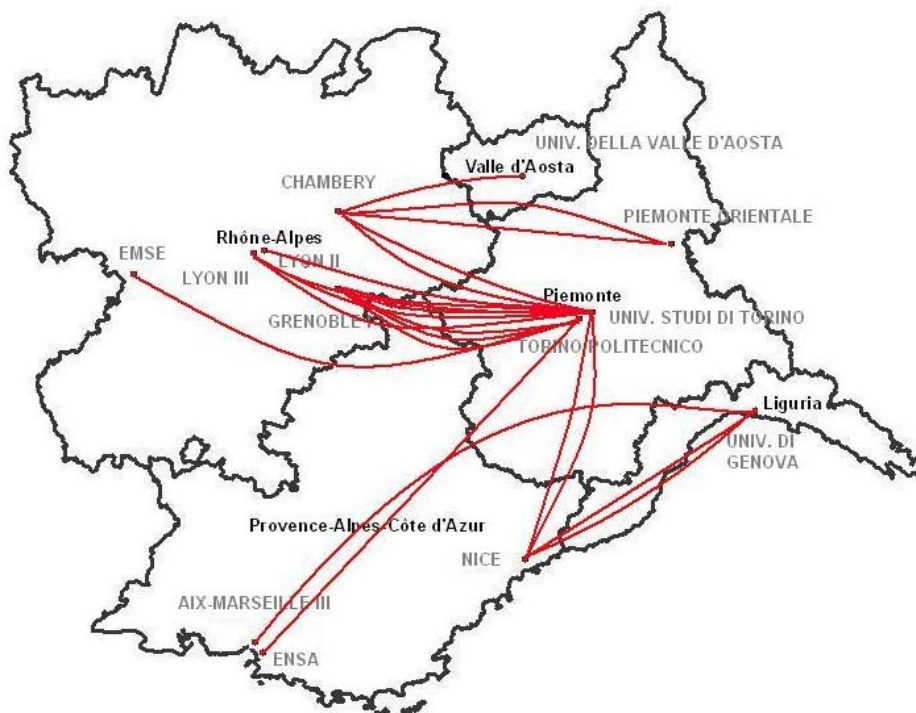 UNIV. DELLA VALLE D'AOSTA
Valle d'Aosta
CHAMBERY
PIEMONTE ORIENTALE
Rhône-Alpes
EMSE
LYON II
LYON III
Piemonte
GRENOBLE I
UNIV. STUDI DI TORINO
TORINO POLITECNICO
Liguria
UNIV. DI
GENOVA
Provence-Alpes-Côte d'Azur
NICE
AIX-MARSEILLE III
ENSA